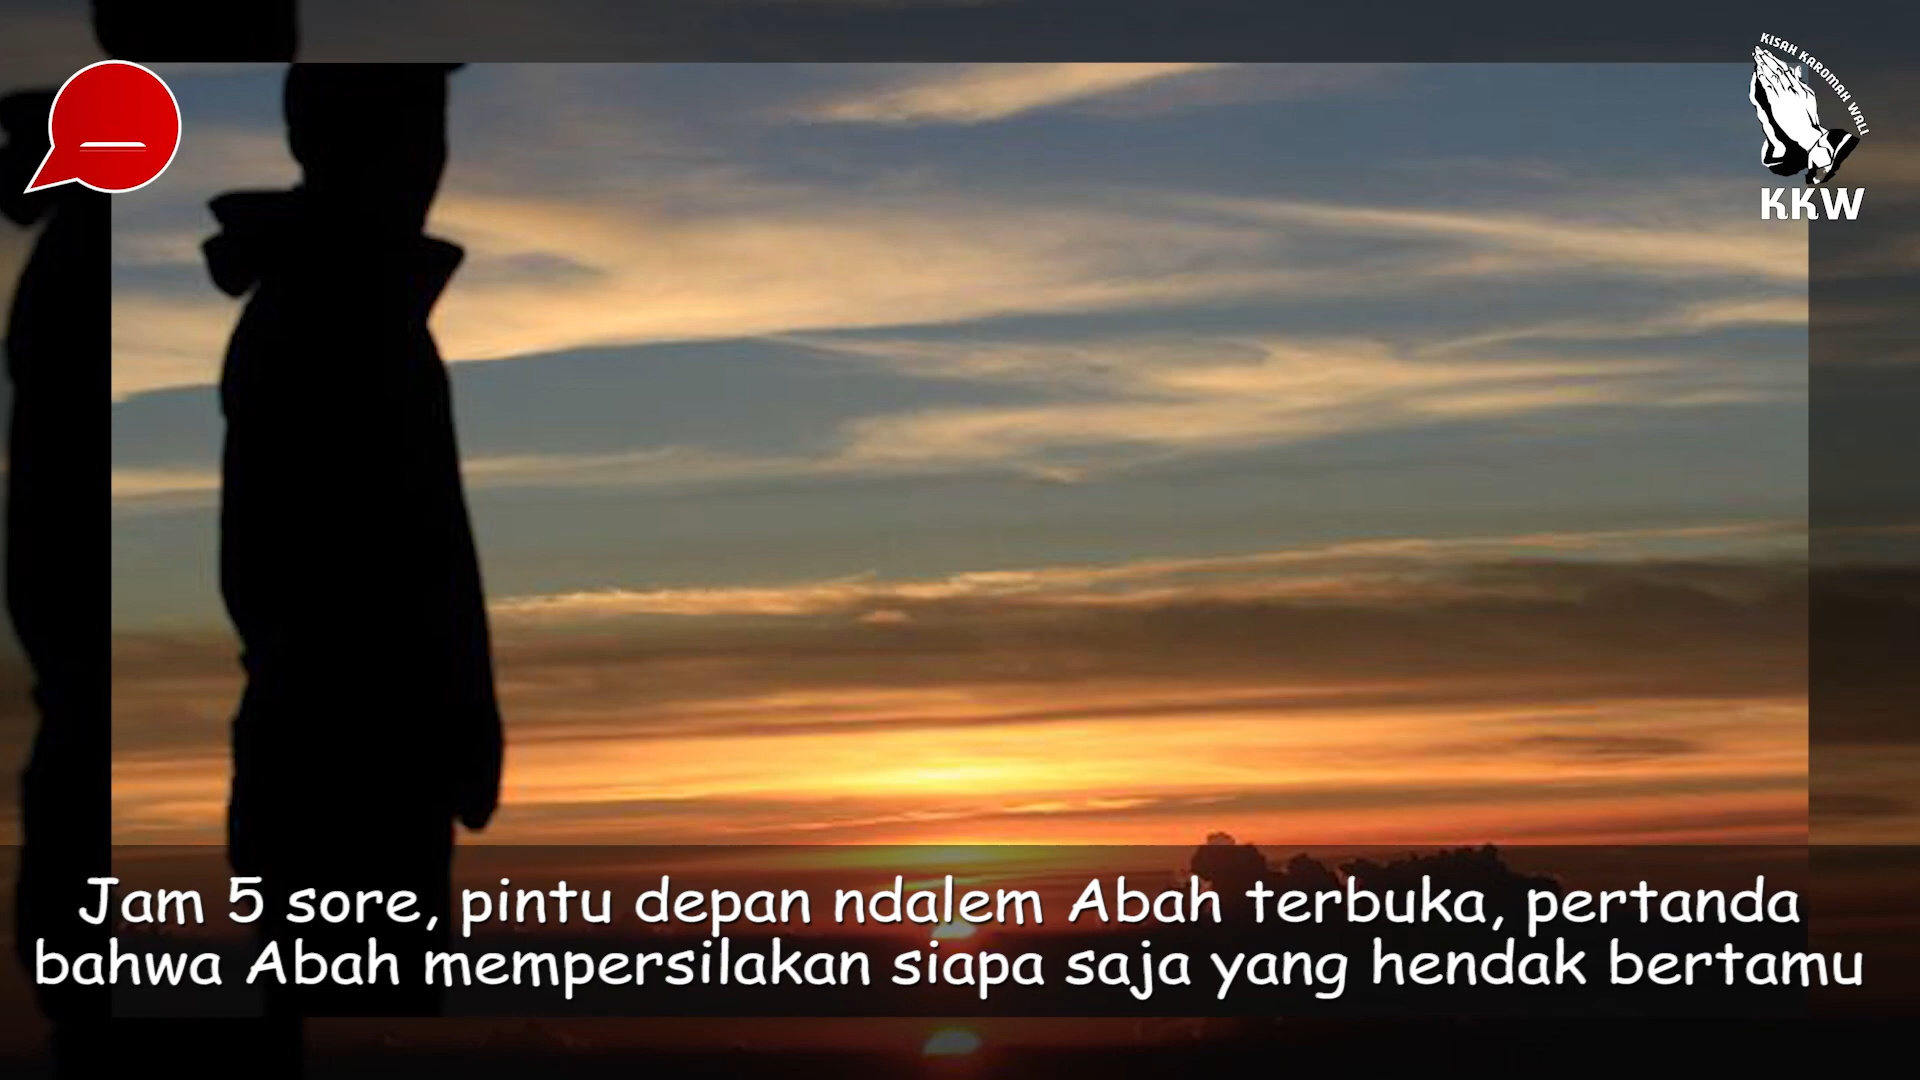 KISAH KAROMAH WALI
KKW
Jam 5 sore, pintu depan ndalem Abah terbuka, pertanda
bahwa Abah mempersilakan siapa saja yang hendak bertamu